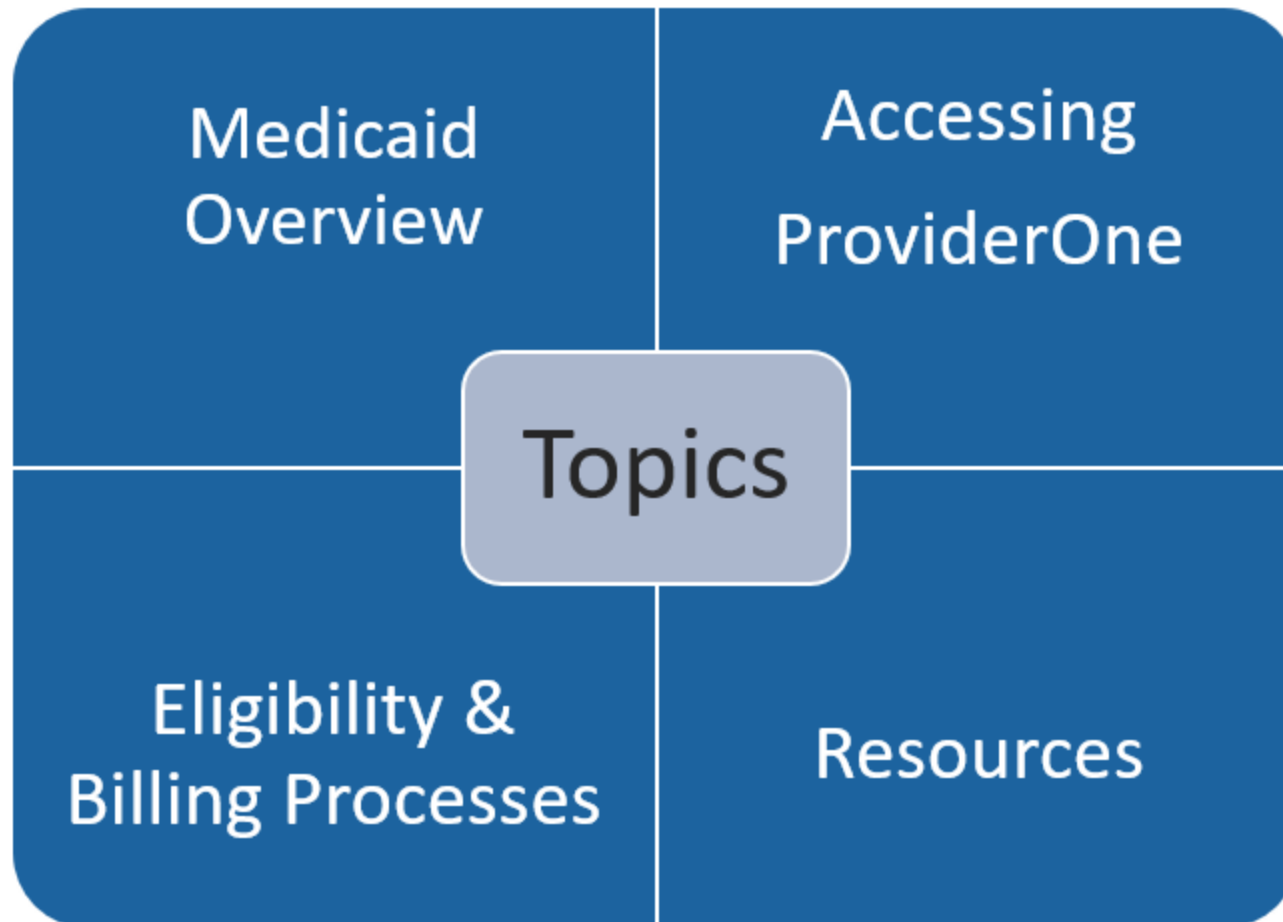 Medicaid
Overview
Accessing
ProviderOne
Topics
Eligibility &
Billing Processes
Resources